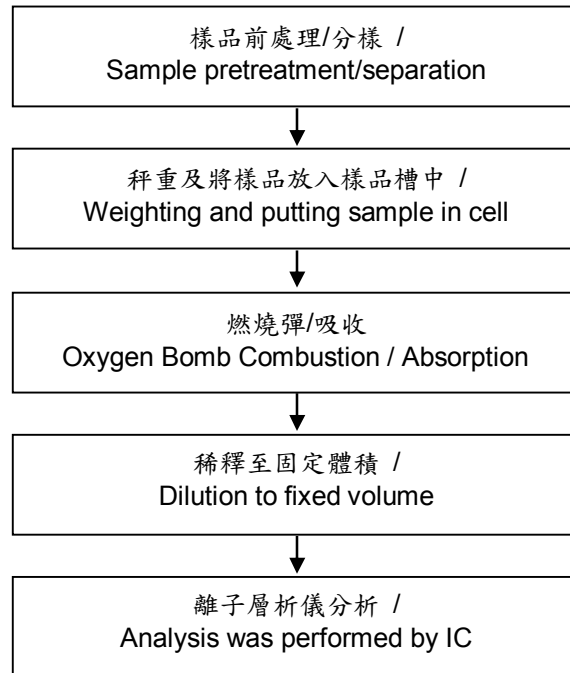 樣品前處理/分樣 /
Sample pretreatment/separation
秤重及將樣品放入樣品槽中 /
Weighting and putting sample in cell
燃燒彈/吸收
Oxygen Bomb Combustion / Absorption
稀釋至固定體積 /
Dilution to fixed volume
離子層析儀分析 /
Analysis was performed by IC